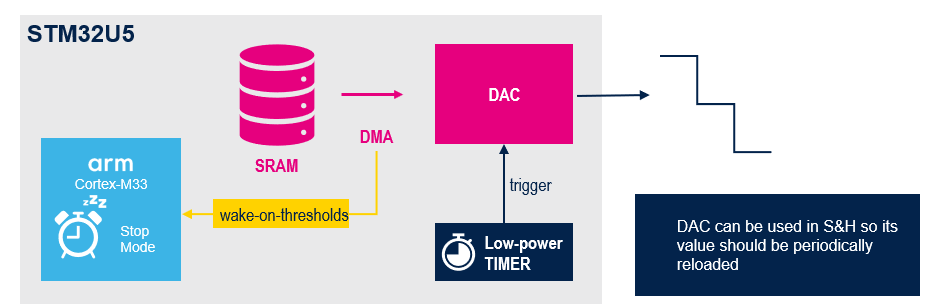 STM32U5
SRAM
DMA
DAC
arm
Cortex-M33
zzZ
Stop
Mode
wake-on-thresholds
trigger
Low-power
TIMER
DAC can be used in S&H so its
value should be periodically
reloaded